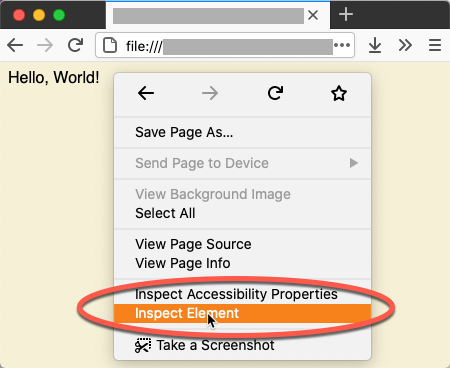 file:///
Hello, World!
Save Page As...
Send Page to Device
View Background Image
Select All
View Page Source
View Page Info
Inspect Accessibility Properties
Inspect Element
Take a Screenshot